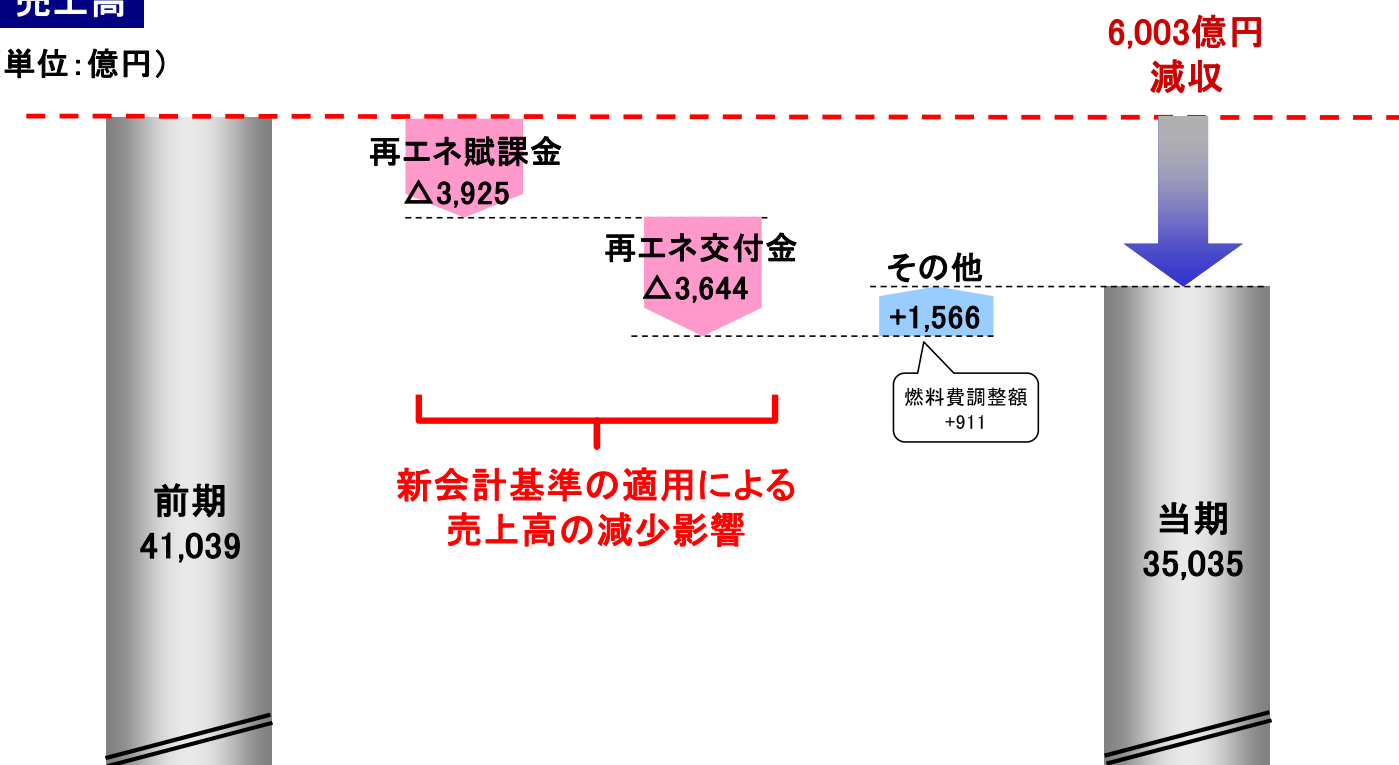 売上高
単位：億円）
6,003億円
減収
再エネ賦課金
△3,925
再エネ交付金
△3,644
その他
+1,566
燃料費調整額
+911
新会計基準の適用による
売上高の減少影響
前期
41,039
当期
35,035